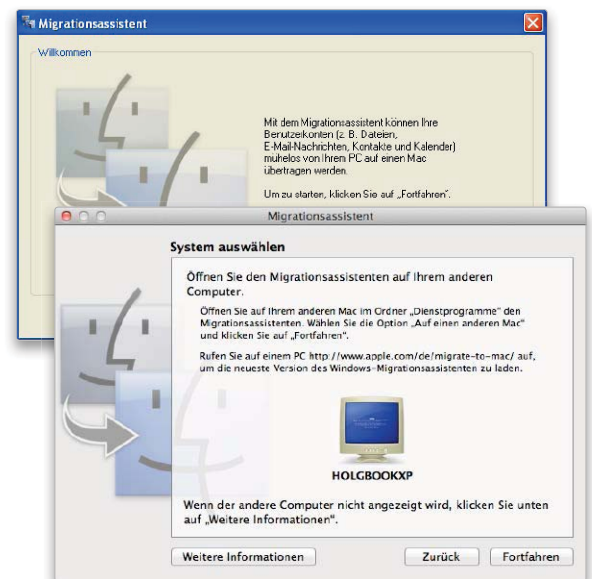 Migrationsassistent
Willkommen
Mit dem Migrationsassistent können Ihre
Benutzerkonten (z. B. Dateien,
E-Mail-Nachrichten, Kontakte und Kalender)
mühelos von Ihrem PC auf einen Mac
übertragen werden.
Um zu starten, klicken Sie auf „Fortfahren“.
Migrationsassistent
System auswählen
Öffnen Sie den Migrationsassistenten auf Ihrem anderen
Computer.
Öffnen Sie auf Ihrem anderen Mac im Ordner „Dienstprogramme“ den
Migrationsassistenten. Wählen Sie die Option „Auf einen anderen Mac“
und klicken Sie auf „Fortfahren“.
Rufen Sie auf einem PC http://www.apple.com/de/migrate-to-mac/ auf,
um die neueste Version des Windows-Migrationsassistenten zu laden.
HOLGBOOKXP
Wenn der andere Computer nicht angezeigt wird, klicken Sie unten
auf „Weitere Informationen“.
Weitere Informationen
Zurück
Fortfahren